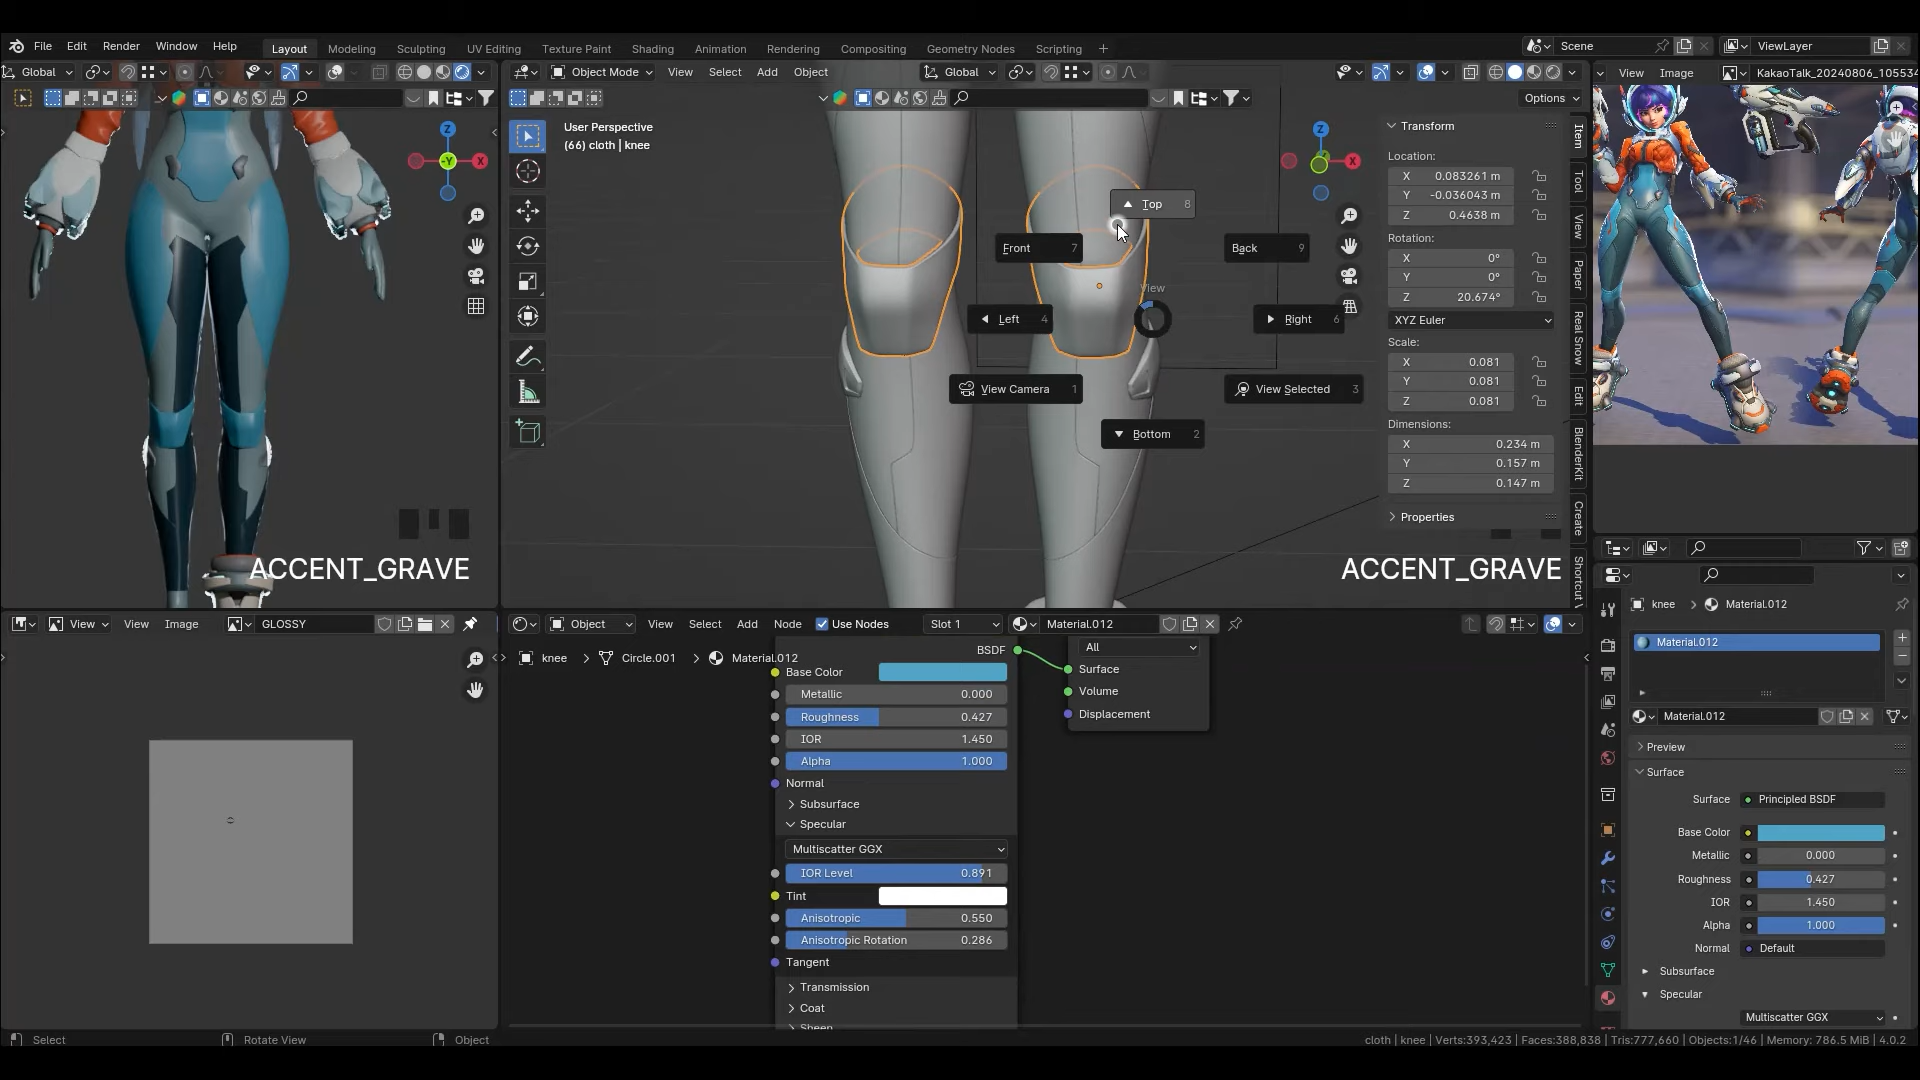 File Edit Render Window Help
Layout Modeling Sculpting UV Editing Texture Paint Shading Animation Rendering Compositing Geometry Nodes Scripting +
Scene
ViewLayer
Global
Object Mode View Select Add Object
Global
View Image
KakaoTalk_20240806_10553
Options
User Perspective
(66) cloth | knee
Z
-Y
X
Z
X
Top 8
Front 7
Back 9
View
Left 4
Right 6
View Camera 1
View Selected 3
Bottom 2
Transform
Location:
X 0.083261 m
Y -0.036043 m
Z 0.4638 m
Rotation:
X 0°
Y 0°
Z 20.674°
XYZ Euler
Scale:
X 0.081
Y 0.081
Z 0.081
Dimensions:
X 0.234 m
Y 0.157 m
Z 0.147 m
Properties
Item
Tool
View
Paper
Real Snow
Edit
BlenderKit
Create
Shortcut V
ACCENT_GRAVE
ACCENT_GRAVE
View
View Image
GLOSSY
Object View Select Add Node Use Nodes Slot 1 Material.012
knee Circle.001 Material.012
BSDF
Base Color
Metallic 0.000
Roughness 0.427
IOR 1.450
Alpha 1.000
Normal
Subsurface
Specular
Multiscatter GGX
IOR Level 0.891
Tint
Anisotropic 0.550
Anisotropic Rotation 0.286
Tangent
Transmission
Coat
Sheen
All
Surface
Volume
Displacement
knee Material.012
Material.012
Material.012
Preview
Surface
Surface Principled BSDF
Base Color
Metallic 0.000
Roughness 0.427
IOR 1.450
Alpha 1.000
Normal Default
Subsurface
Specular
Multiscatter GGX
Select
Rotate View
Object
cloth | knee | Verts:393,423 | Faces:388,838 | Tris:777,660 | Objects:1/46 | Memory: 786.5 MiB | 4.0.2